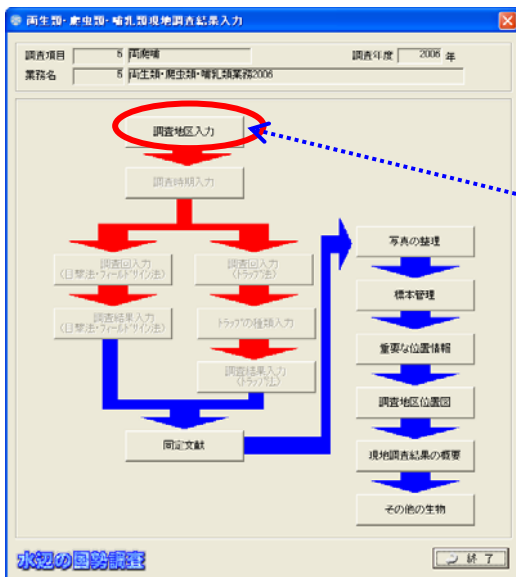 両生類・爬虫類・哺乳類現地調査結果入力
調査項目 5 両爬哺 調査年度 2006 年
業務名 5 両生類・爬虫類・哺乳類業務2006
調査地区入力
調査時期入力
調査回入力
(目撃法・フィールドサイン法)
調査回入力
(トラップ法)
調査結果入力
(目撃法・フィールドサイン法)
トラップの種類入力
調査結果入力
(トラップ法)
同定文献
写真の整理
標本管理
重要な位置情報
調査地区位置図
現地調査結果の概要
その他の生物
水辺の国勢調査
終了